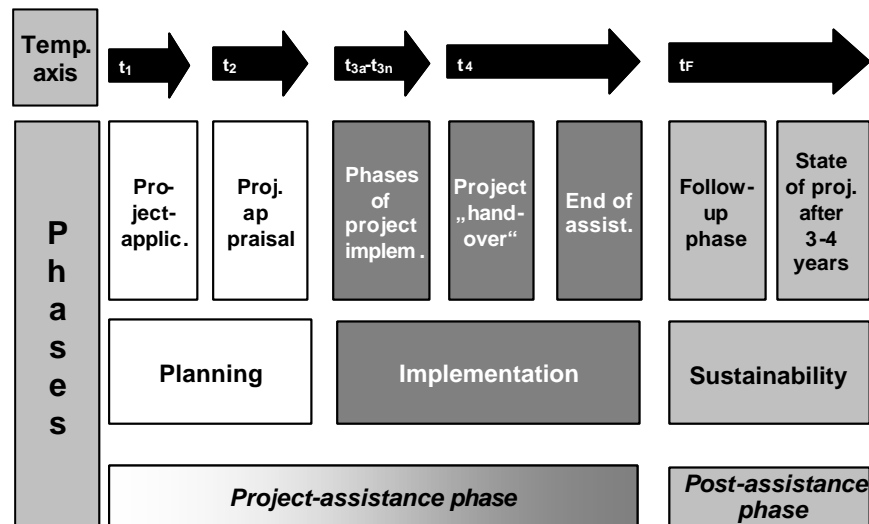 Temp.
axis
t1
t2
t3a-t3n
t4
tF
P
h
a
s
e
s
Pro-
ject-
applic.
Proj.
ap
praisal
Phases
of
project
implem .
Project
„hand-
over“
End of
assist.
Follow-
up
phase
State
of proj.
after
3-4
years
Planning
Implementation
Sustainability
Project-assistance phase
Post-assistance
phase